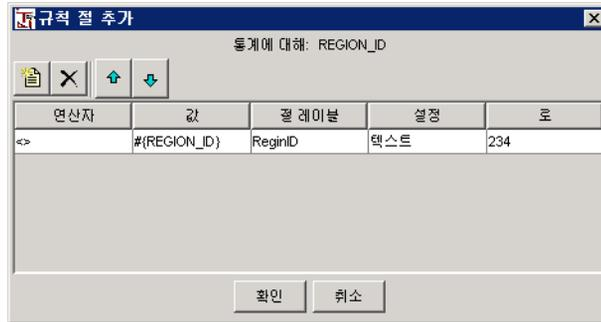 규칙 절 추가
통계에 대해: REGION_ID
연산자 값 절 레이블 설정 로
<> #{REGION_ID} ReginID 텍스트 234
확인 취소